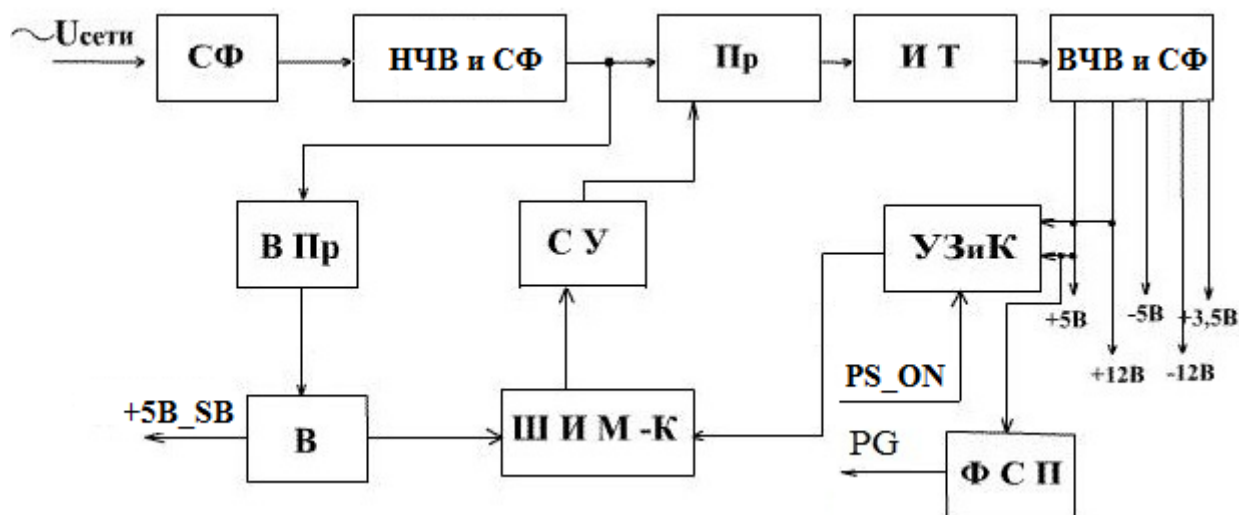 ~Uсети
СФ
НЧВ и СФ
Пр
И Т
ВЧВ и СФ
В Пр
С У
УЗиК
+5В
-5В
+3,5В
+12В
-12В
PS_ON
+5В_SB
В
Ш И М -К
PG
Ф С П